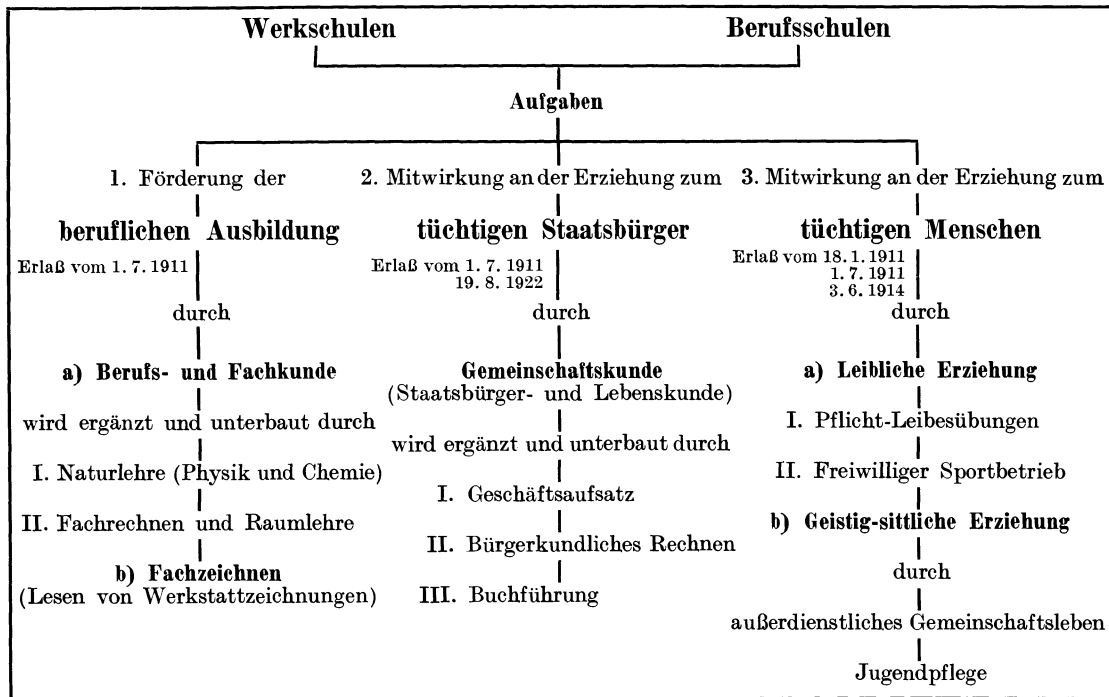 Werkschulen
Berufsschulen
Aufgaben
1. Förderung der
beruflichen Ausbildung
Erlaß vom 1. 7. 1911
durch
a) Berufs- und Fachkunde
wird ergänzt und unterbaut durch
I. Naturlehre (Physik und Chemie)
II. Fachrechnen und Raumlehre
b) Fachzeichnen
(Lesen von Werkstattzeichnungen)
2. Mitwirkung an der Erziehung zum
tüchtigen Staatsbürger
Erlaß vom 1. 7. 1911
19. 8. 1922
durch
Gemeinschaftskunde
(Staatsbürger- und Lebenskunde)
wird ergänzt und unterbaut durch
I. Geschäftsaufsatz
II. Bürgerkundliches Rechnen
III. Buchführung
3. Mitwirkung an der Erziehung zum
tüchtigen Menschen
Erlaß vom 18. 1. 1911
1. 7. 1911
3. 6. 1914
durch
a) Leibliche Erziehung
I. Pflicht-Leibesübungen
II. Freiwilliger Sportbetrieb
b) Geistig-sittliche Erziehung
durch
außerdienstliches Gemeinschaftsleben
Jugendpflege